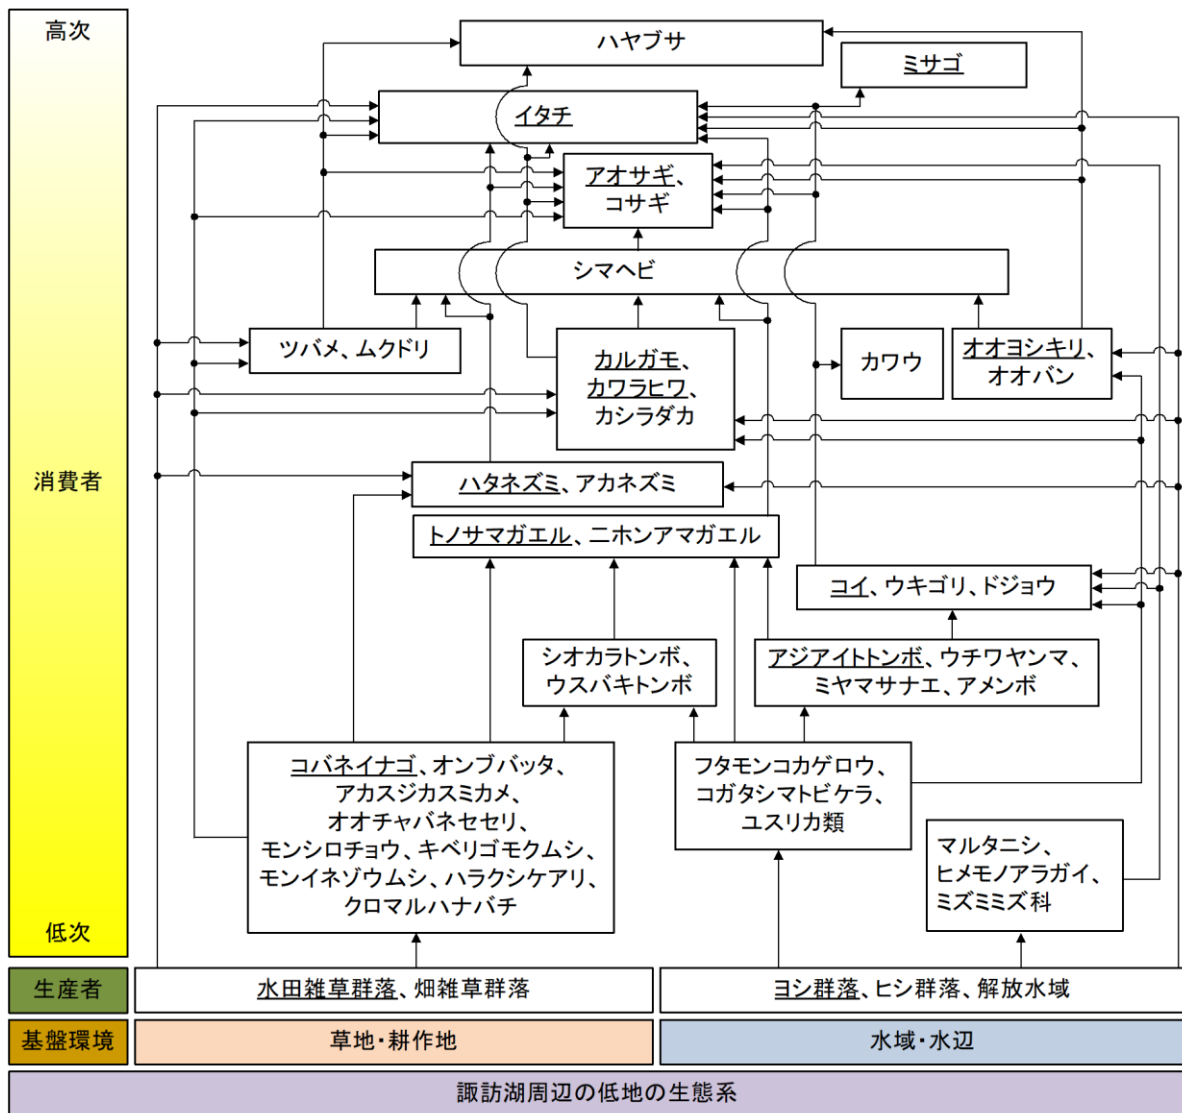 高次
ハヤブサ
ミサゴ
イタチ
アオサギ、
コサギ
シマヘビ
ツバメ、ムクドリ
カルガモ、
カワラヒワ、
カシラダカ
カワウ
オオヨシキリ、
オオバン
消費者
ハタネズミ、アカネズミ
トノサマガエル、ニホンアマガエル
コイ、ウキゴリ、ドジョウ
シオカラトンボ、
ウスバキトンボ
アジアイトトンボ、ウチワヤンマ、
ミヤマサナエ、アメンボ
コバネイナゴ、オンブバッタ、
アカスジカスミカメ、
オオチャバネセセリ、
モンシロチョウ、キベリゴモクムシ、
モンイネゾウムシ、ハラクシケアリ、
クロマルハナバチ
フタモンコカゲロウ、
コガタシマトビケラ、
ユスリカ類
マルタニシ、
ヒメモノアラガイ、
ミズミミズ科
低次
生産者
水田雑草群落、畑雑草群落
ヨシ群落、ヒシ群落、解放水域
基盤環境
草地・耕作地
水域・水辺
諏訪湖周辺の低地の生態系